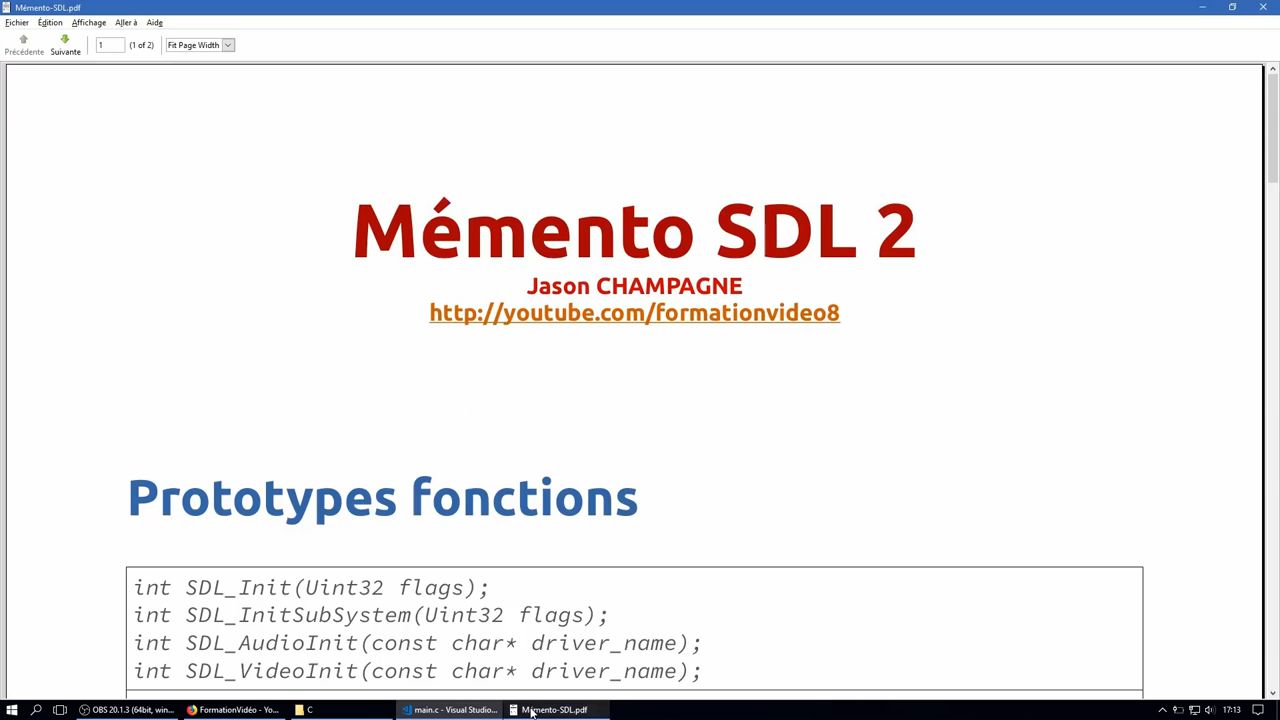 Mémento-SDL.pdf
Fichier Édition Affichage Aller à Aide
Précédente Suivante 1 (1 of 2) Fit Page Width
Mémento SDL 2
Jason CHAMPAGNE
http://youtube.com/formationvideo8
Prototypes fonctions
int SDL_Init(Uint32 flags);
int SDL_InitSubSystem(Uint32 flags);
int SDL_AudioInit(const char* driver_name);
int SDL_VideoInit(const char* driver_name);
OBS 20.1.3 (64bit, win... FormationVidéo - Yo... C main.c - Visual Studio... Mémento-SDL.pdf 17:13